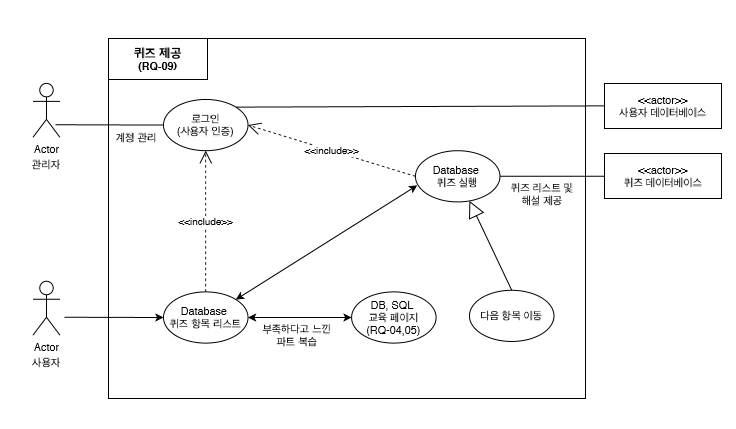 퀴즈 제공
(RQ-09)
Actor
관리자
계정 관리
로그인
(사용자 인증)
<<actor>>
사용자 데이터베이스
<<include>>
Database
퀴즈 실행
<<actor>>
퀴즈 데이터베이스
퀴즈 리스트 및
해설 제공
<<include>>
Actor
사용자
Database
퀴즈 항목 리스트
부족하다고 느낀
파트 복습
DB, SQL
교육 페이지
(RQ-04,05)
다음 항목 이동